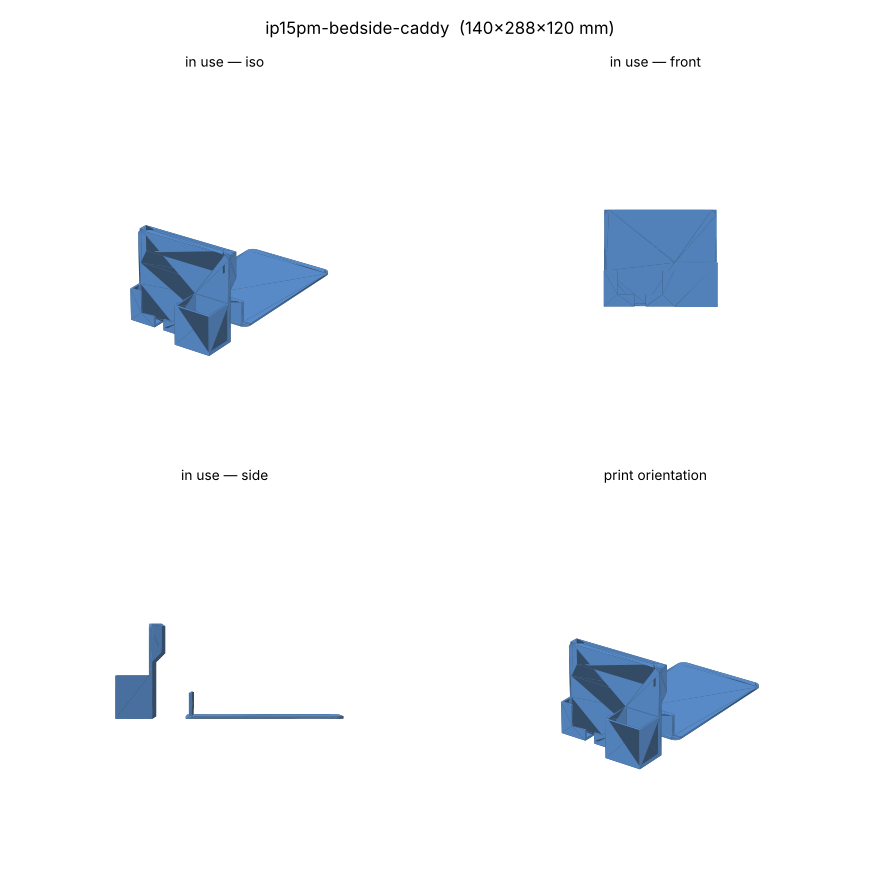 ip15pm-bedside-caddy  (140×288×120 mm)
in use — iso
in use — front
in use — side
print orientation